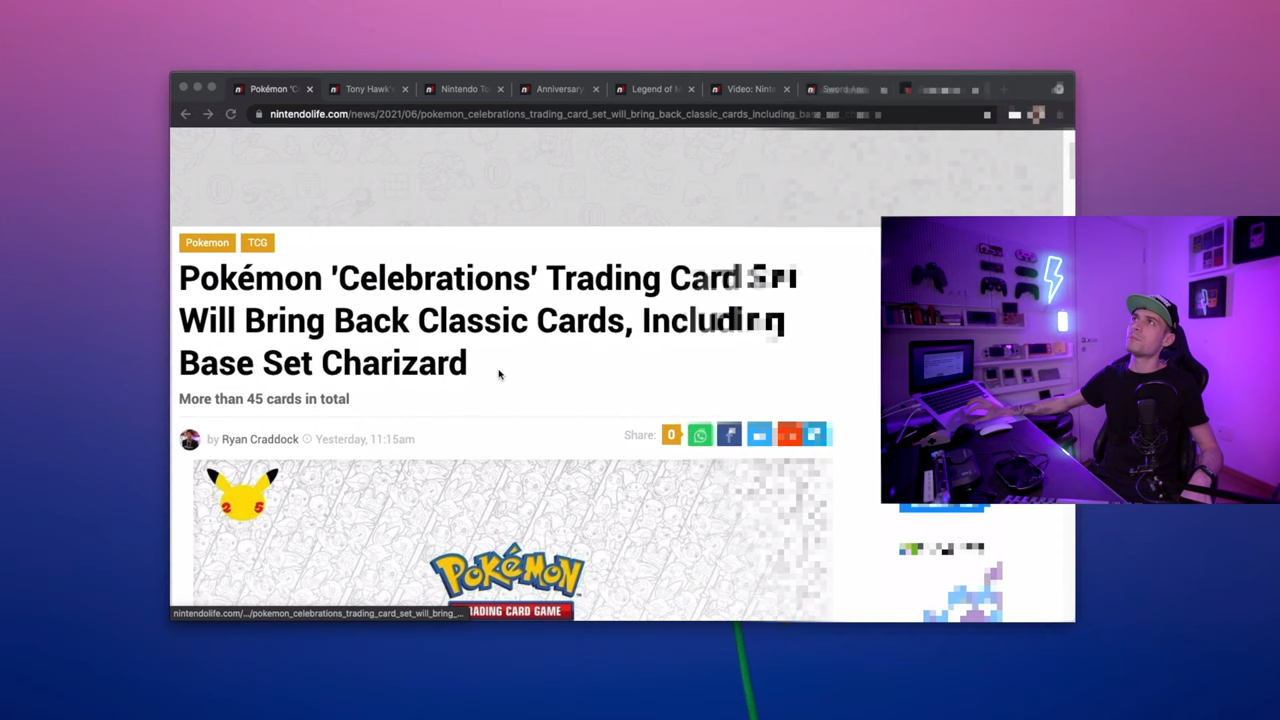 Pokémon 'C
Tony Hawk'
Nintendo To
Anniversary
Legend of M
Video: Ninte
nintendolife.com/news/2021/06/pokemon_celebrations_trading_card_set_will_bring_back_classic_cards_including
Pokemon
TCG
Pokémon 'Celebrations' Trading Card
Will Bring Back Classic Cards, Including
Base Set Charizard
More than 45 cards in total
by Ryan Craddock
Yesterday, 11:15am
Share:
0
25
Pokémon
TRADING CARD GAME
nintendolife.com/.../pokemon_celebrations_trading_card_set_will_bring_...